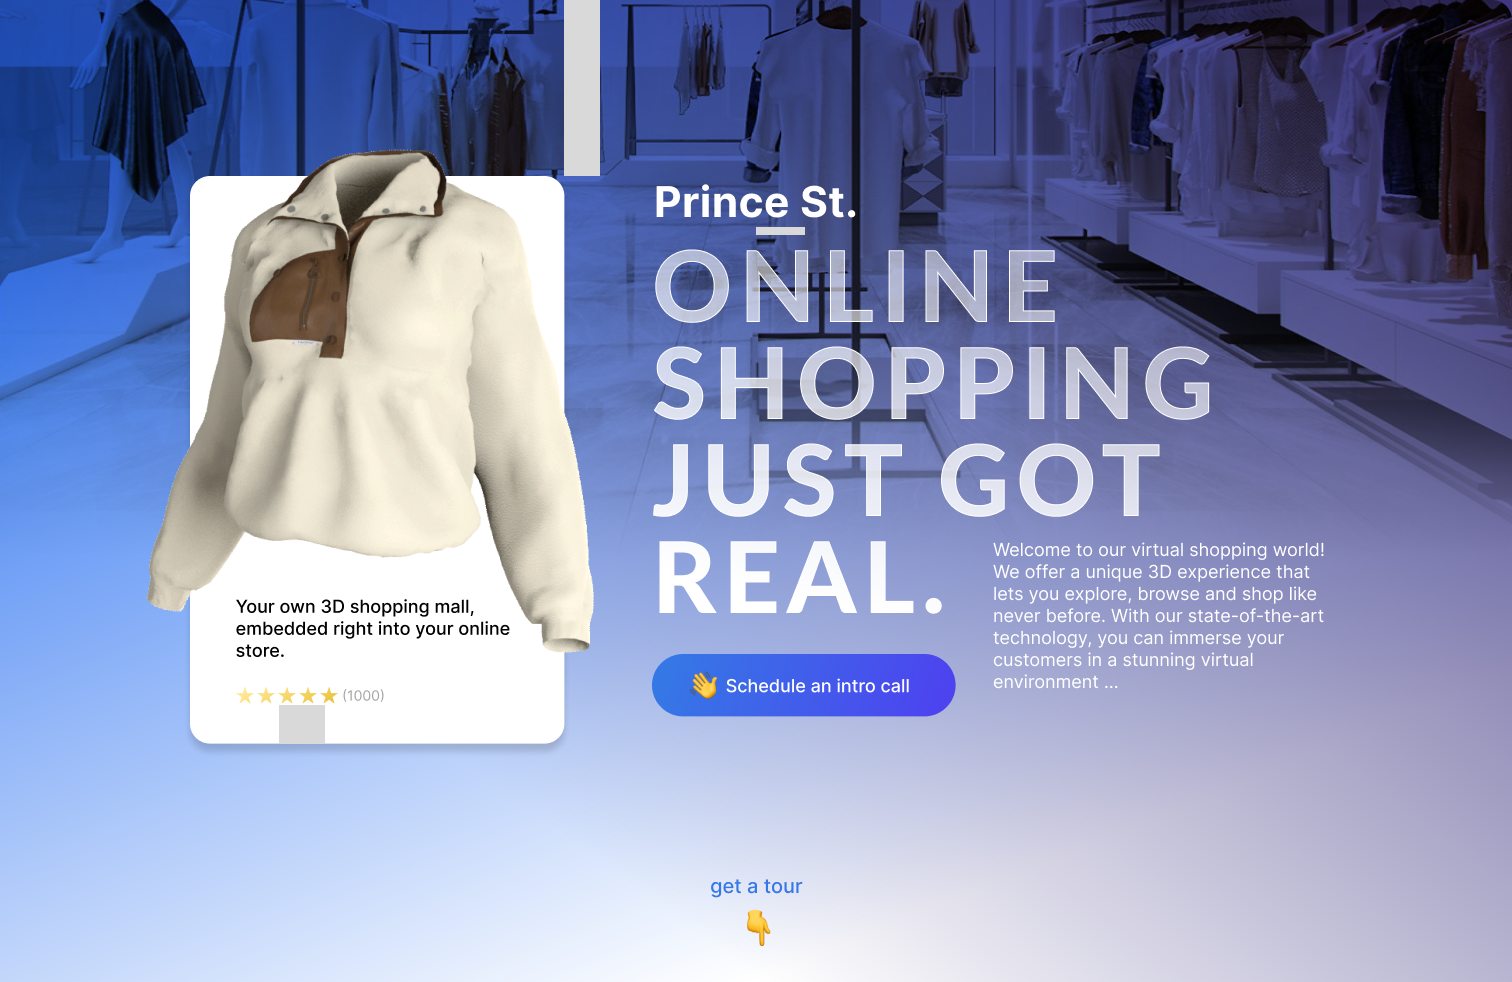 Prince St.
ONLINE
SHOPPING
JUST GOT
REAL.
Welcome to our virtual shopping world!
We offer a unique 3D experience that
lets you explore, browse and shop like
never before. With our state-of-the-art
technology, you can immerse your
customers in a stunning virtual
environment ...
Your own 3D shopping mall,
embedded right into your online
store.
(1000)
👋 Schedule an intro call
get a tour
👇